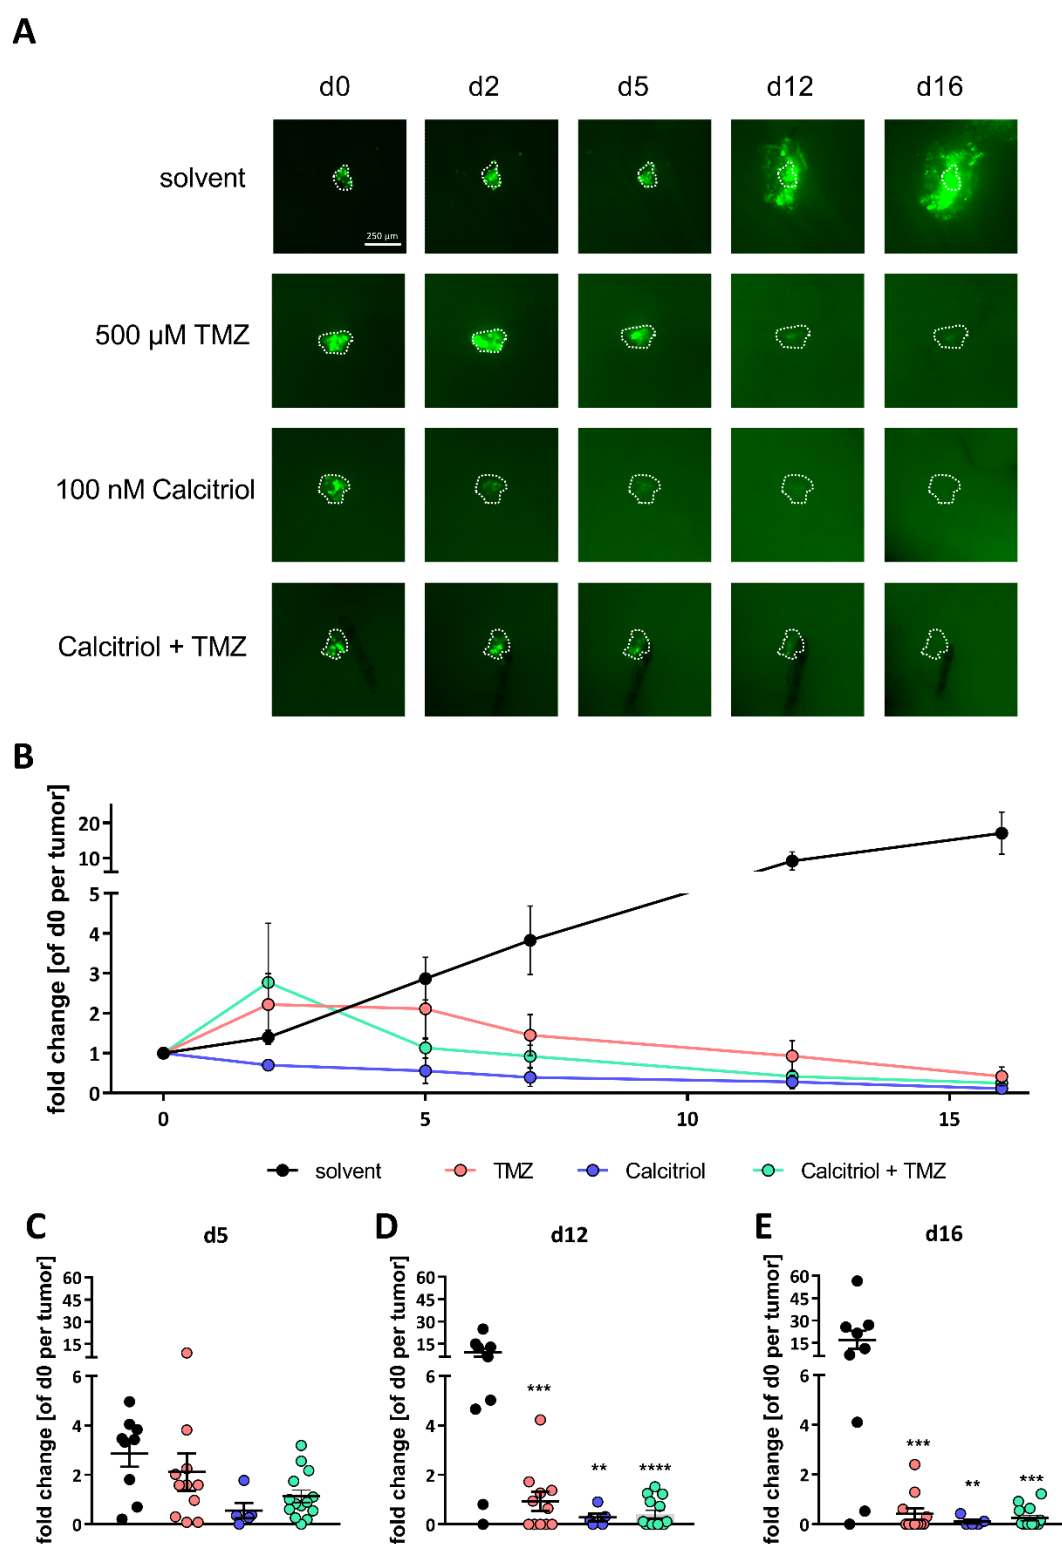 A
d0 d2 d5 d12 d16
solvent
250 µm
500 µM TMZ
100 nM Calcitriol
Calcitriol + TMZ
B
fold change [of d0 per tumor]
20
10
5
4
3
2
1
0
0 5 10 15
solvent TMZ Calcitriol Calcitriol + TMZ
C
d5
fold change [of d0 per tumor]
60
45
30
15
6
4
2
0
D
d12
fold change [of d0 per tumor]
60
45
30
15
6
4
2
0
***
**
****
E
d16
fold change [of d0 per tumor]
60
45
30
15
6
4
2
0
***
**
***